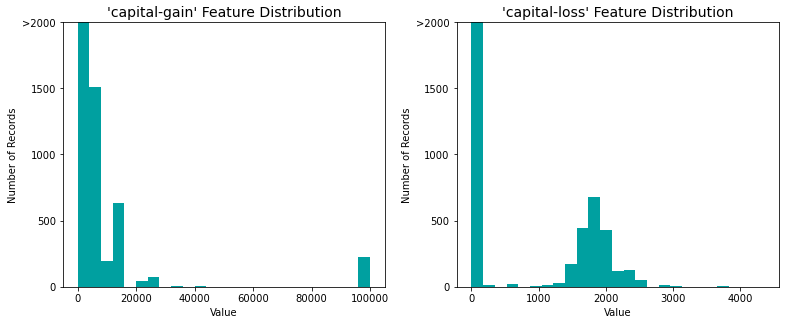 'capital-gain' Feature Distribution
Number of Records
>2000
1500
1000
500
0
0 20000 40000 60000 80000 100000
Value
'capital-loss' Feature Distribution
Number of Records
>2000
1500
1000
500
0
0 1000 2000 3000 4000
Value